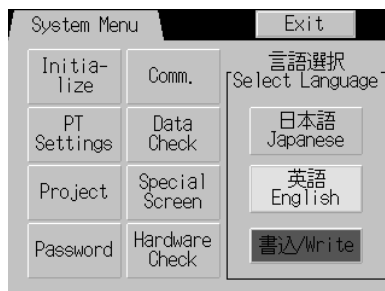 System Menu
Exit
Initia-
lize
Comm.
PT
Settings
Data
Check
Project
Special
Screen
Password
Hardware
Check
言語選択
Select Language
日本語
Japanese
英語
English
書込/Write